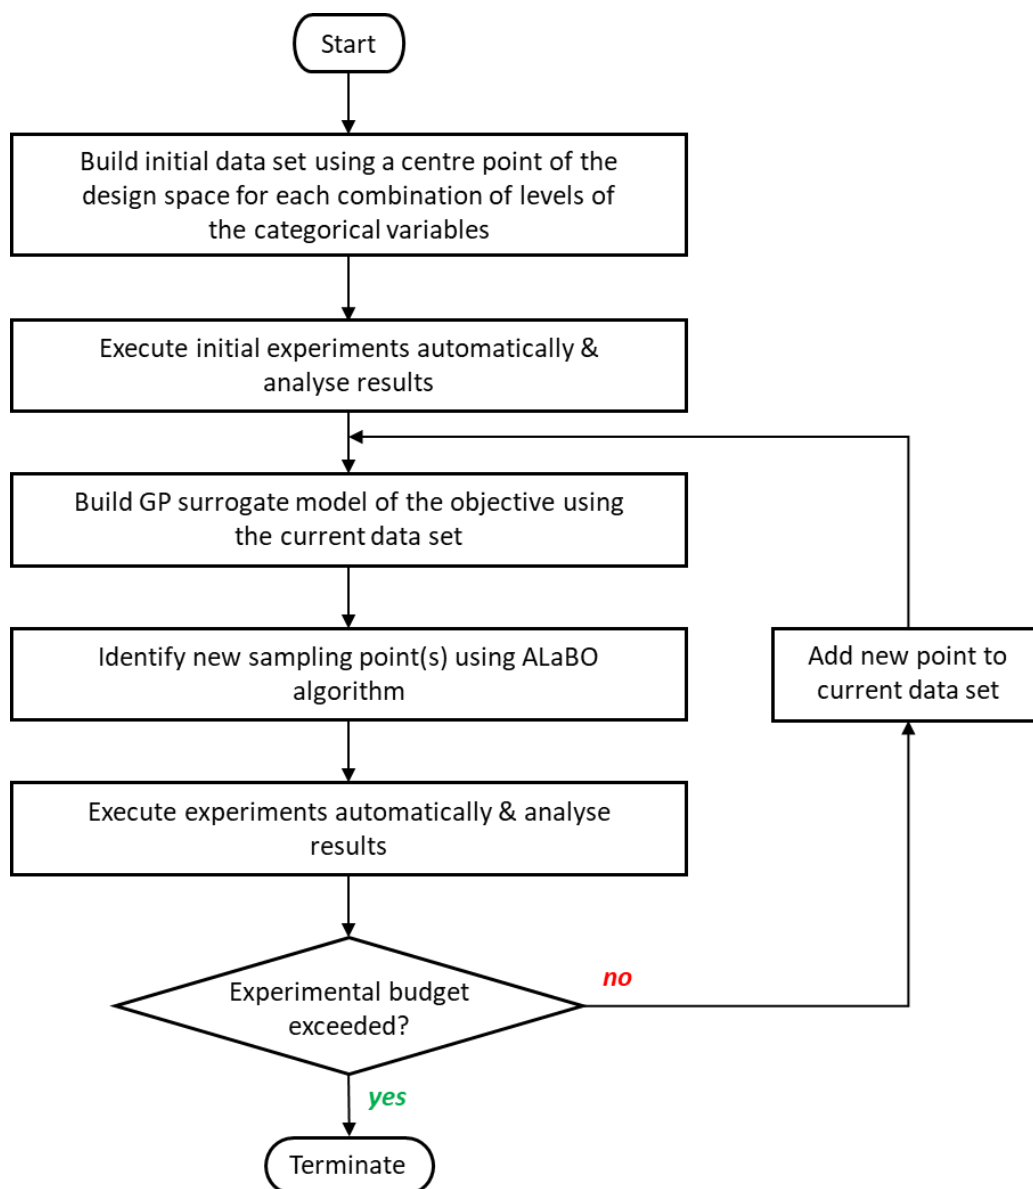 Start
Build initial data set using a centre point of the
design space for each combination of levels of
the categorical variables
Execute initial experiments automatically &
analyse results
Build GP surrogate model of the objective using
the current data set
Identify new sampling point(s) using ALaBO
algorithm
Add new point to
current data set
Execute experiments automatically & analyse
results
Experimental budget
exceeded?
no
yes
Terminate